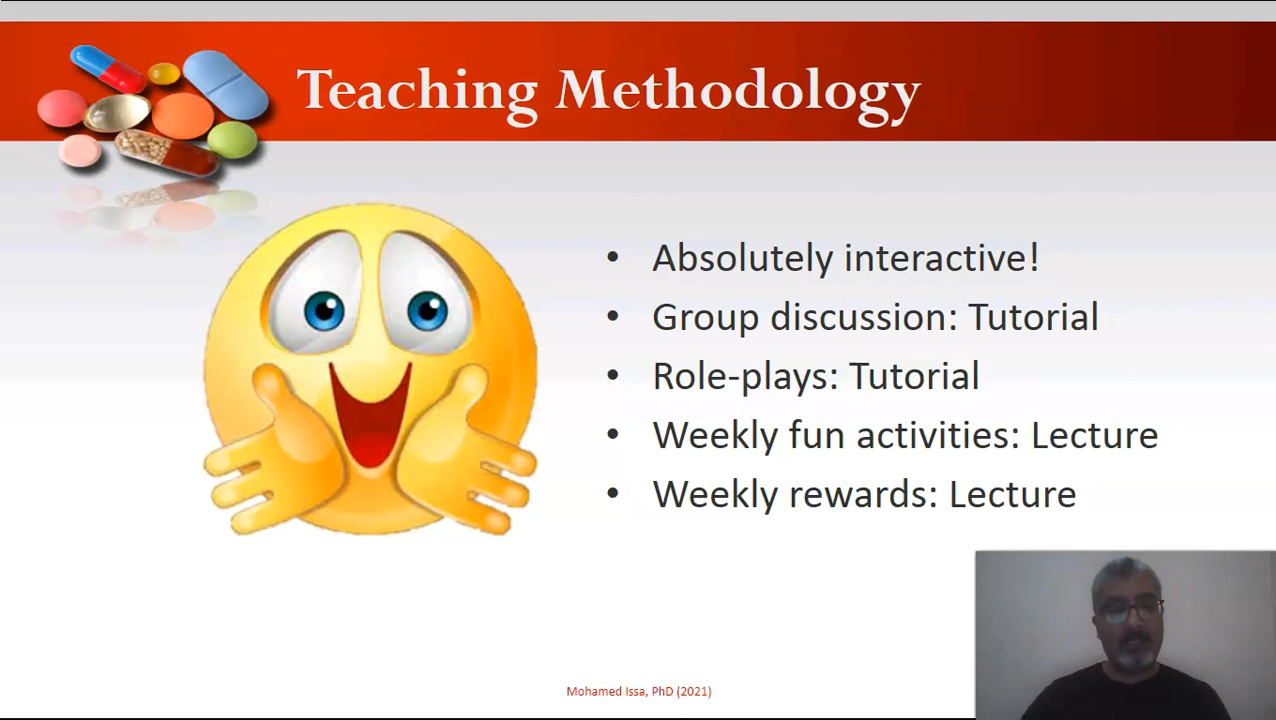 Teaching Methodology
• Absolutely interactive!
• Group discussion: Tutorial
• Role-plays: Tutorial
• Weekly fun activities: Lecture
• Weekly rewards: Lecture
Mohamed Issa, PhD (2021)